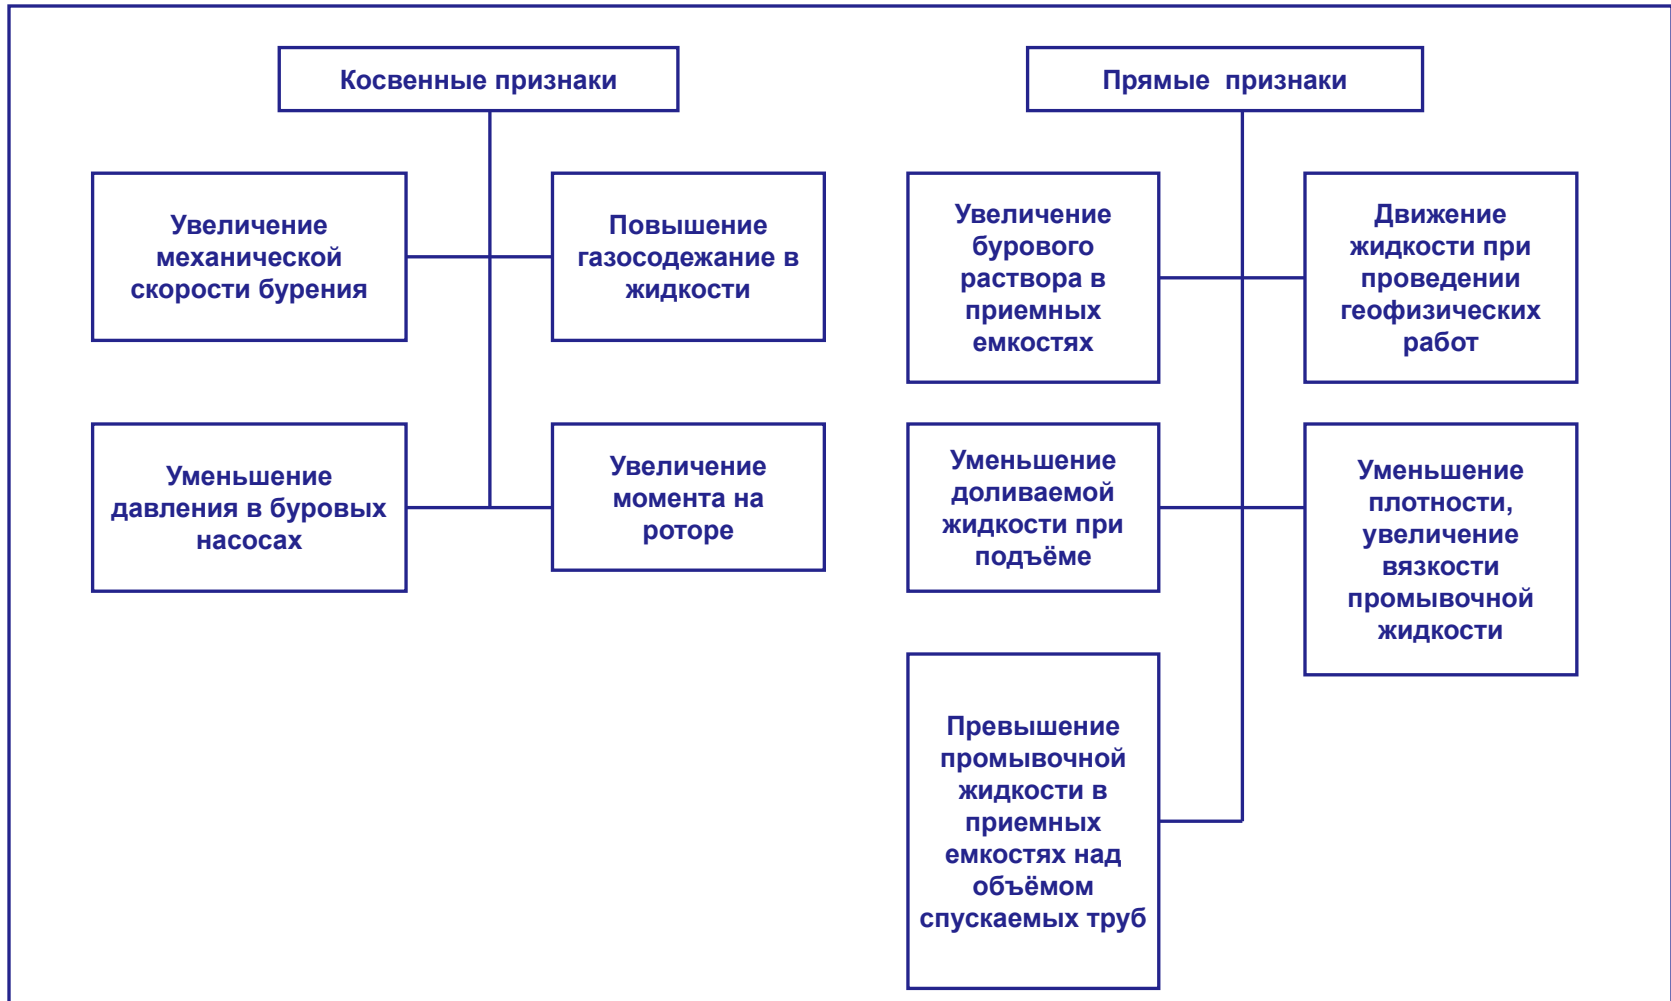 Косвенные признаки
Увеличение
механической
скорости бурения
Повышение
газосодежание в
жидкости
Уменьшение
давления в буровых
насосах
Увеличение
момента на
роторе
Прямые  признаки
Увеличение
бурового
раствора в
приемных
емкостях
Движение
жидкости при
проведении
геофизических
работ
Уменьшение
доливаемой
жидкости при
подъёме
Уменьшение
плотности,
увеличение
вязкости
промывочной
жидкости
Превышение
промывочной
жидкости в
приемных
емкостях над
объёмом
спускаемых труб